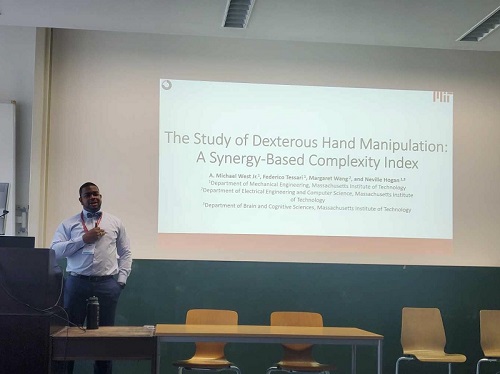 MIT
The Study of Dexterous Hand Manipulation:
A Synergy-Based Complexity Index
A. Michael West Jr.¹, Federico Tessari¹, Margaret Wang², and Neville Hogan¹,³
¹Department of Mechanical Engineering, Massachusetts Institute of Technology
²Department of Electrical Engineering and Computer Science, Massachusetts Institute
of Technology
³Department of Brain and Cognitive Sciences, Massachusetts Institute of Technology